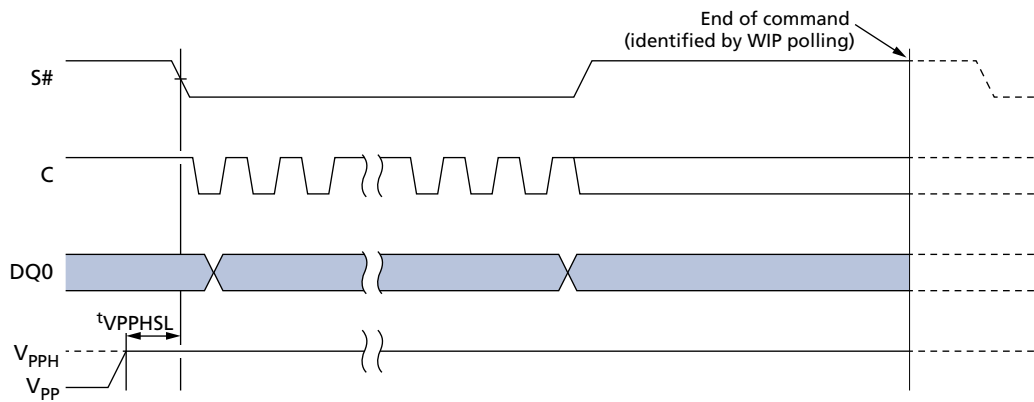 End of command
(identified by WIP polling)
S#
C
DQ0
tVPPHSL
VPPH
VPP